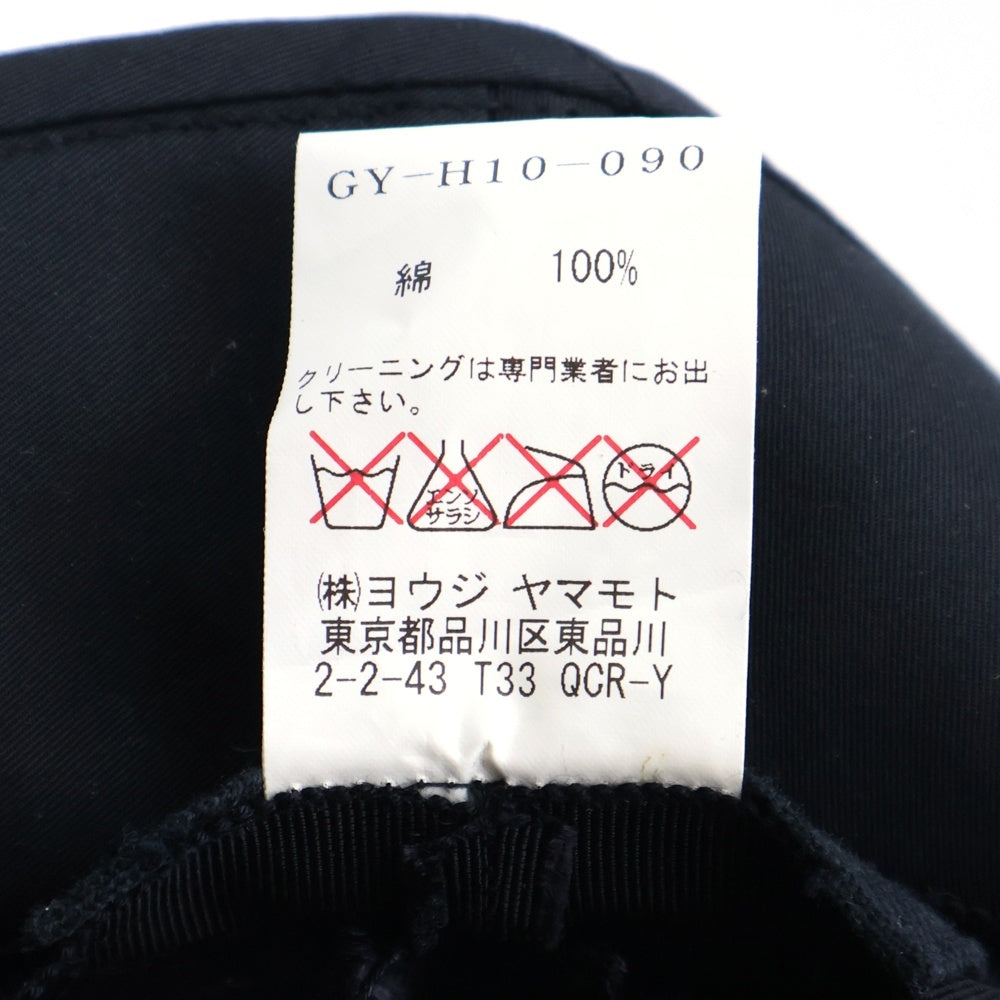 GY-H10-090
綿 100%
クリーニングは専門業者にお出
し下さい。
エンソ
サラシ
ドライ
㈱ヨウジ ヤマモト
東京都品川区東品川
2-2-43 T33 QCR-Y